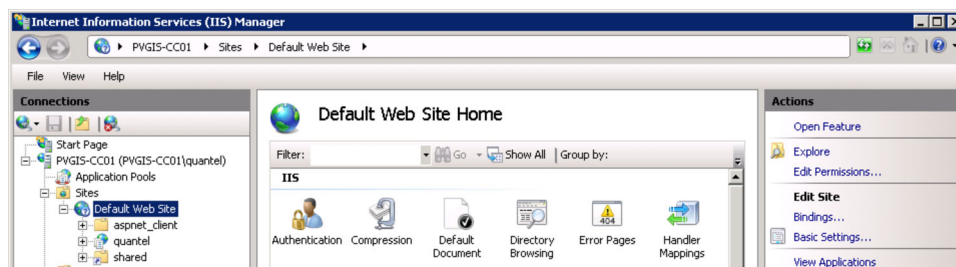 Internet Information Services (IIS) Manager
PVGIS-CC01 Sites Default Web Site
File View Help
Connections
Start Page
PVGIS-CC01 (PVGIS-CC01\quantel)
Application Pools
Sites
Default Web Site
aspnet_client
quantel
shared
Default Web Site Home
Filter: Go Show All Group by:
IIS
Authentication
Compression
Default
Document
Directory
Browsing
404
Error Pages
Handler
Mappings
Actions
Open Feature
Explore
Edit Permissions...
Edit Site
Bindings...
Basic Settings...
View Applications